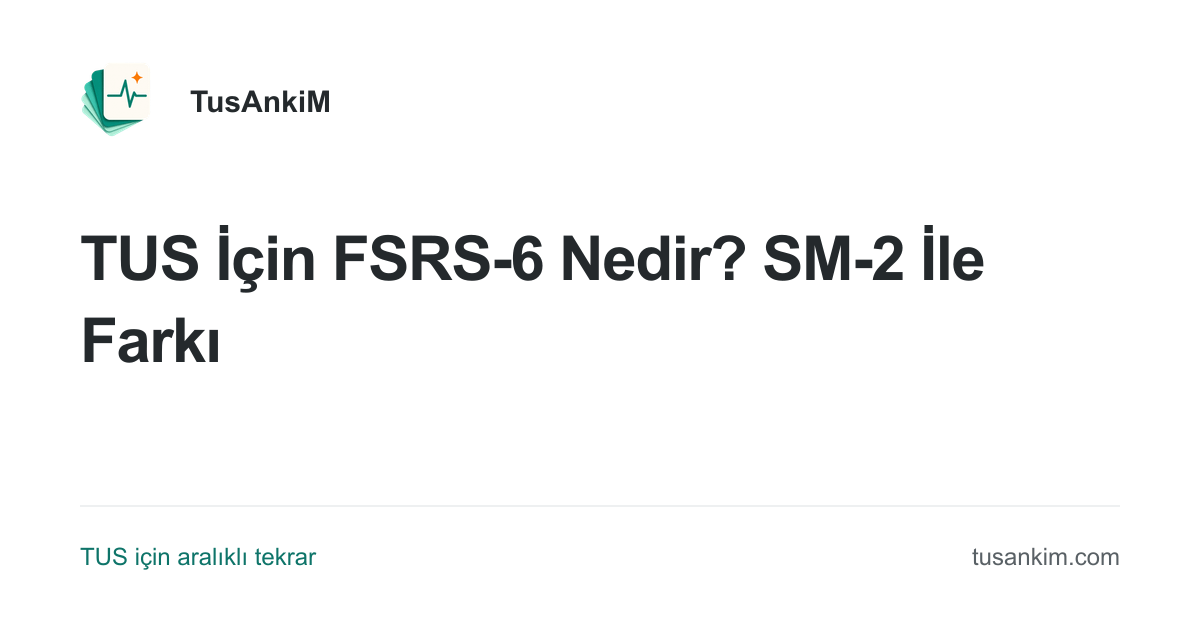 TusAnkiM
TUS İçin FSRS-6 Nedir? SM-2 İle
Farkı
TUS için aralıklı tekrar
tusankim.com